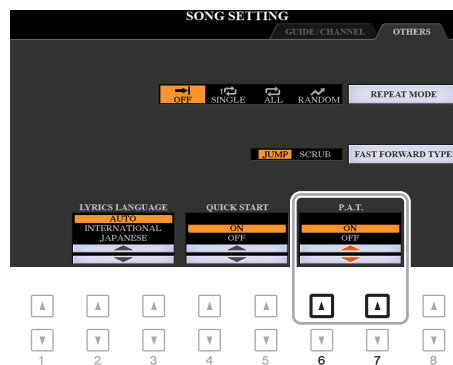 SONG SETTING
GUIDE/CHANNEL OTHERS
OFF 1 SINGLE ALL RANDOM REPEAT MODE
JUMP SCRUB FAST FORWARD TYPE
LYRICS LANGUAGE QUICK START P.A.T.
AUTO
INTERNATIONAL ON ON
JAPANESE OFF OFF
1 2 3 4 5 6 7 8